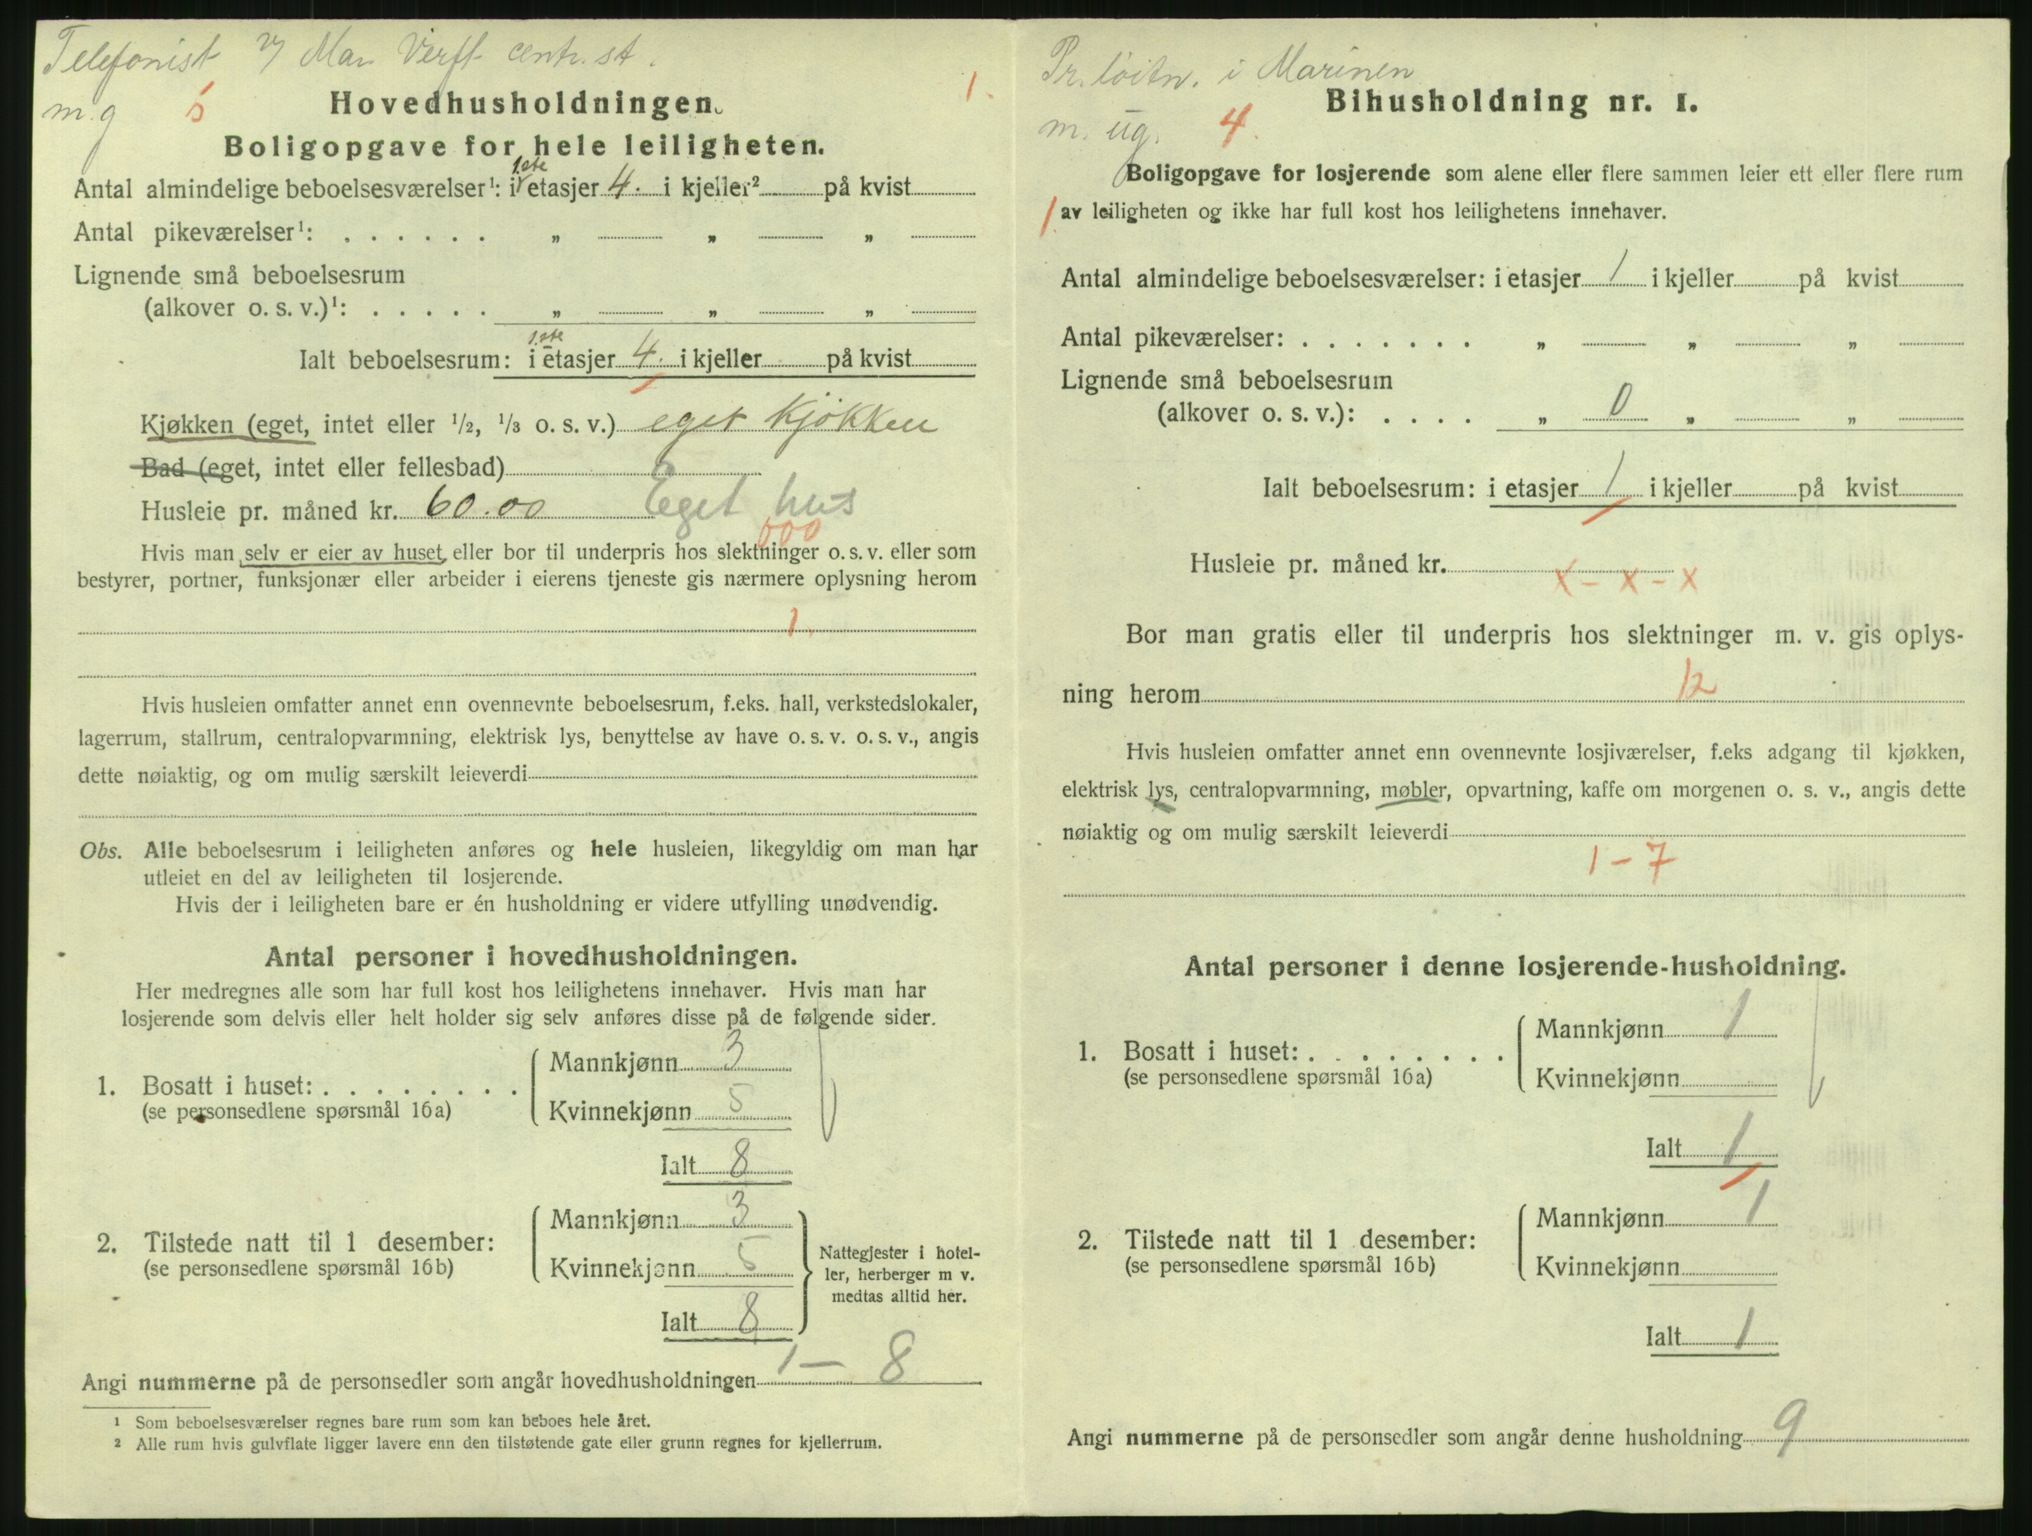 Telefonist v/ Mar. Verft centr. st.
m.g 5 1.
Hovedhusholdningen.
Boligopgave for hele leiligheten.
1.ste
Antal almindelige beboelsesværelser¹: i etasjer 4. i kjeller² på kvist
Antal pikeværelser¹: . . . . . . „ „ „
Lignende små beboelsesrum
(alkover o. s. v.)¹: . . . . . „ „ „
1.ste
Ialt beboelsesrum: i etasjer 4. i kjeller på kvist
Kjøkken (eget, intet eller 1/2, 1/3 o. s. v.) eget kjøkken
Bad (eget, intet eller fellesbad)
Husleie pr. måned kr. 60.00 Eget hus
000
Hvis man selv er eier av huset eller bor til underpris hos slektninger o. s. v. eller som
bestyrer, portner, funksjonær eller arbeider i eierens tjeneste gis nærmere oplysning herom
1.
Hvis husleien omfatter annet enn ovennevnte beboelsesrum, f.eks. hall, verkstedslokaler,
lagerrum, stallrum, centralopvarmning, elektrisk lys, benyttelse av have o. s. v. o. s. v., angis
dette nøiaktig, og om mulig særskilt leieverdi
Obs. Alle beboelsesrum i leiligheten anføres og hele husleien, likegyldig om man har
utleiet en del av leiligheten til losjerende.
Hvis der i leiligheten bare er én husholdning er videre utfylling unødvendig.
Antal personer i hovedhusholdningen.
Her medregnes alle som har full kost hos leilighetens innehaver. Hvis man har
losjerende som delvis eller helt holder sig selv anføres disse på de følgende sider.
Mannkjønn 3
1. Bosatt i huset: . . . . . . . .
(se personsedlene spørsmål 16a)
Kvinnekjønn 5
Ialt 8
Mannkjønn 3
2. Tilstede natt til 1 desember:
(se personsedlene spørsmål 16b)
Kvinnekjønn 5
Ialt 8
Nattegjester i hotel-
ler, herberger m v.
medtas alltid her.
Angi nummerne på de personsedler som angår hovedhusholdningen 1 — 8
¹ Som beboelsesværelser regnes bare rum som kan beboes hele året.
² Alle rum hvis gulvflate ligger lavere enn den tilstøtende gate eller grunn regnes for kjellerrum.
Pr. løitn. i Marinen
m. ug. 4.
Bihusholdning nr. 1.
Boligopgave for losjerende som alene eller flere sammen leier ett eller flere rum
1. av leiligheten og ikke har full kost hos leilighetens innehaver.
Antal almindelige beboelsesværelser: i etasjer 1 i kjeller på kvist
Antal pikeværelser: . . . . . . . „ „ „
Lignende små beboelsesrum
(alkover o. s. v.): . . . . „ 0 „ „
Ialt beboelsesrum: i etasjer 1 i kjeller på kvist
Husleie pr. måned kr.
x - x - x
Bor man gratis eller til underpris hos slektninger m. v. gis oplys-
ning herom 12
Hvis husleien omfatter annet enn ovennevnte losjiværelser, f.eks adgang til kjøkken,
elektrisk lys, centralopvarmning, møbler, opvartning, kaffe om morgenen o. s. v., angis dette
nøiaktig og om mulig særskilt leieverdi
1 - 7
Antal personer i denne losjerende-husholdning.
Mannkjønn 1
1. Bosatt i huset: . . . . . . . .
(se personsedlene spørsmål 16a)
Kvinnekjønn
Ialt 1
Mannkjønn 1
2. Tilstede natt til 1 desember:
(se personsedlene spørsmål 16b)
Kvinnekjønn
Ialt 1
Angi nummerne på de personsedler som angår denne husholdning 9